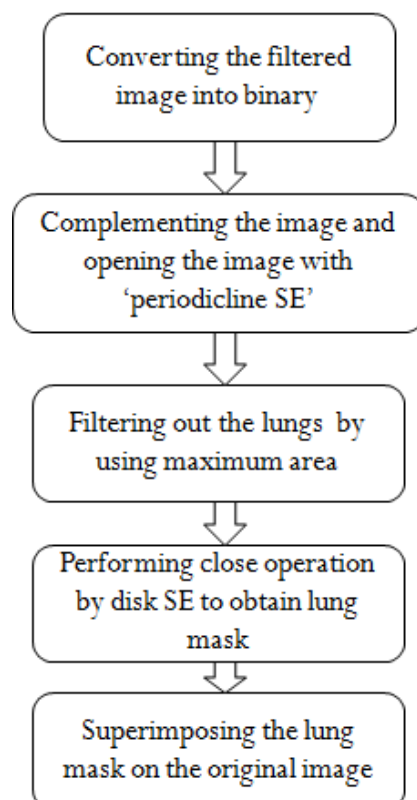 Converting the filtered
image into binary
Complementing the image and
opening the image with
‘periodicline SE’
Filtering out the lungs by
using maximum area
Performing close operation
by disk SE to obtain lung
mask
Superimposing the lung
mask on the original image